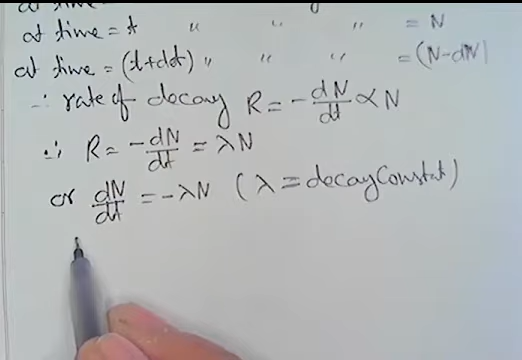 at time = t " " " = N
at time = (t+dt) " " " = (N-dN)
∴ rate of decay R = -dN/dt ∝ N
∴ R = -dN/dt = λN
or dN/dt = -λN (λ = decay Constat)